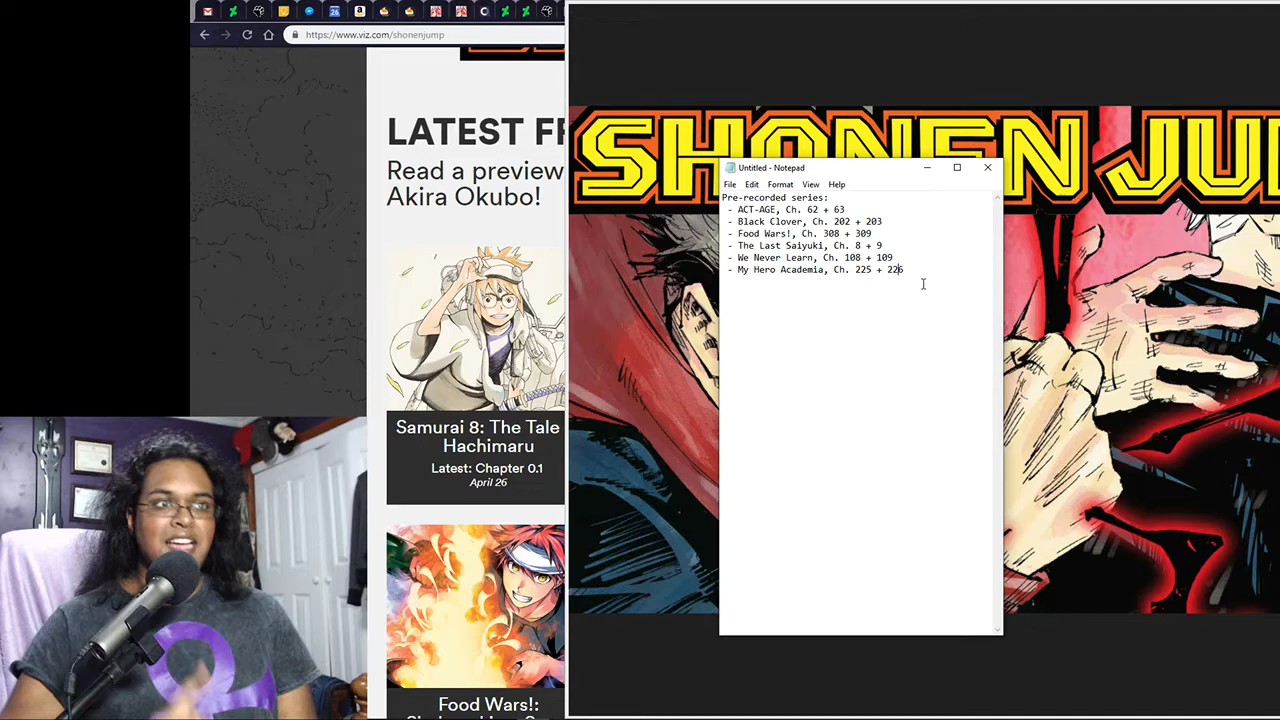 26
https://www.viz.com/shonenjump
LATEST F
Read a preview
Akira Okubo!
Samurai 8: The Tale
Hachimaru
Latest: Chapter 0.1
April 26
Food Wars!:
SHONEN JU
Untitled - Notepad
File Edit Format View Help
Pre-recorded series:
- ACT-AGE, Ch. 62 + 63
- Black Clover, Ch. 202 + 203
- Food Wars!, Ch. 308 + 309
- The Last Saiyuki, Ch. 8 + 9
- We Never Learn, Ch. 108 + 109
- My Hero Academia, Ch. 225 + 226